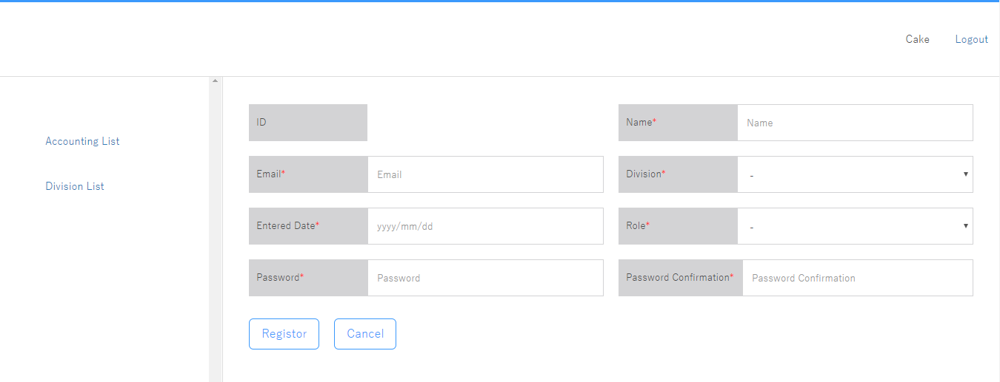 Cake Logout
Accounting List
Division List
ID
Name* Name
Email* Email
Division* -
Entered Date* yyyy/mm/dd
Role* -
Password* Password
Password Confirmation* Password Confirmation
Registor Cancel